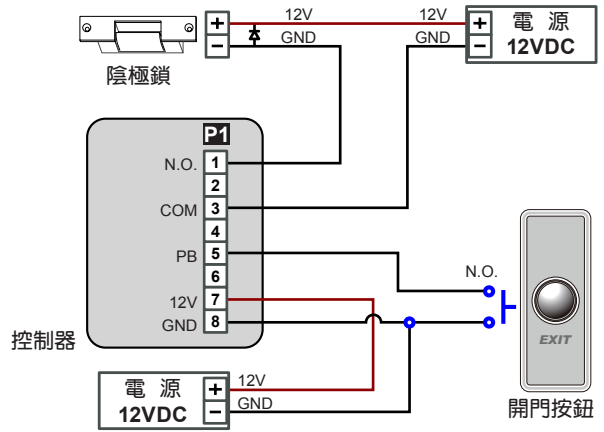 12V
12V
+
+
電 源
12VDC
−
GND
GND
−
陰極鎖
P1
N.O. 1
2
COM 3
4
PB 5
6
12V 7
GND 8
控制器
N.O.
EXIT
開門按鈕
電 源
12VDC
+
12V
−
GND